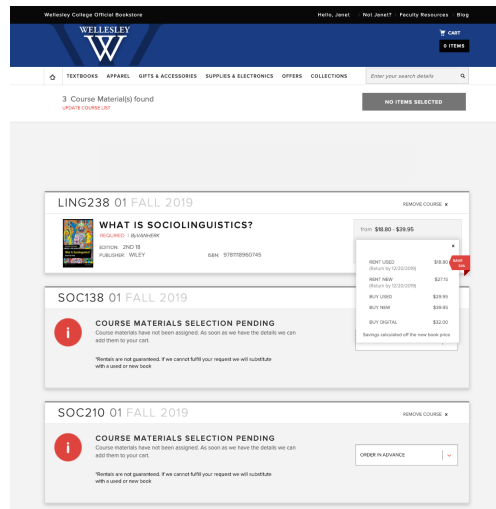 Wellesley College Official Bookstore
Hello, Janet | Not Janet? | Faculty Resources | Blog
WELLESLEY
W
CART
0 ITEMS
TEXTBOOKS APPAREL GIFTS & ACCESSORIES SUPPLIES & ELECTRONICS OFFERS COLLECTIONS
Enter your search details
3 Course Material(s) found
UPDATE COURSE LIST
NO ITEMS SELECTED
LING238 01 FALL 2019
REMOVE COURSE x
WHAT IS SOCIOLINGUISTICS?
REQUIRED | By VANHERK
EDITION: 2ND 18
PUBLISHER: WILEY ISBN: 9781118960745
from $18.80 - $39.95
x
RENT USED $18.80
(Return by 12/20/2019)
SAVE
RENT NEW $27.15
(Return by 12/20/2019)
BUY USED $29.95
BUY NEW $39.95
BUY DIGITAL $32.00
Savings calculated off the new book price
SOC138 01 FALL 2019
COURSE MATERIALS SELECTION PENDING
Course materials have not been assigned. As soon as we have the details we can
add them to your cart.
*Rentals are not guaranteed. If we cannot fulfill your request we will substitute
with a used or new book
SOC210 01 FALL 2019
REMOVE COURSE x
COURSE MATERIALS SELECTION PENDING
Course materials have not been assigned. As soon as we have the details we can
add them to your cart.
*Rentals are not guaranteed. If we cannot fulfill your request we will substitute
with a used or new book
ORDER IN ADVANCE